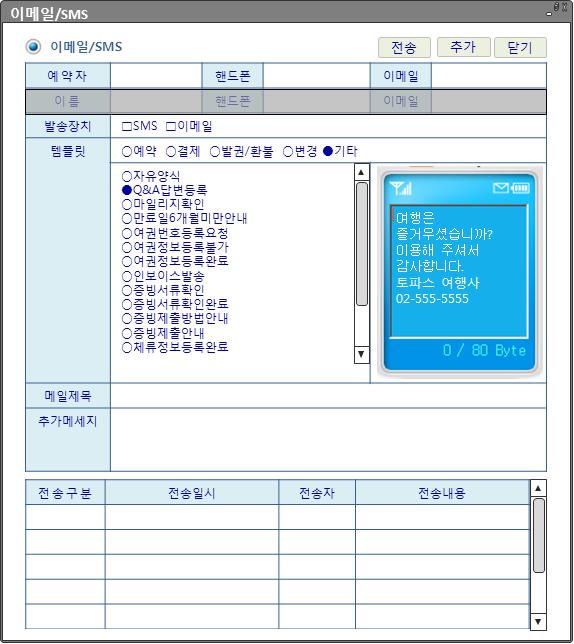 이메일/SMS
이메일/SMS 전송 추가 닫기
예약자 핸드폰 이메일
이름 핸드폰 이메일
발송장치 □SMS □이메일
템플릿 ○예약 ○결제 ○발권/환불 ○변경 ●기타
○자유양식
●Q&A답변등록
○마일리지확인
○만료일6개월미만안내
○여권번호등록요청
○여권정보등록불가
○여권정보등록완료
○인보이스발송
○증빙서류확인
○증빙서류확인완료
○증빙제출방법안내
○증빙제출안내
○체류정보등록완료
여행은
즐거우셨습니까?
이용해 주셔서
감사합니다.
토파스 여행사
02-555-5555
0 / 80 Byte
메일제목
추가메세지
전송구분 전송일시 전송자 전송내용